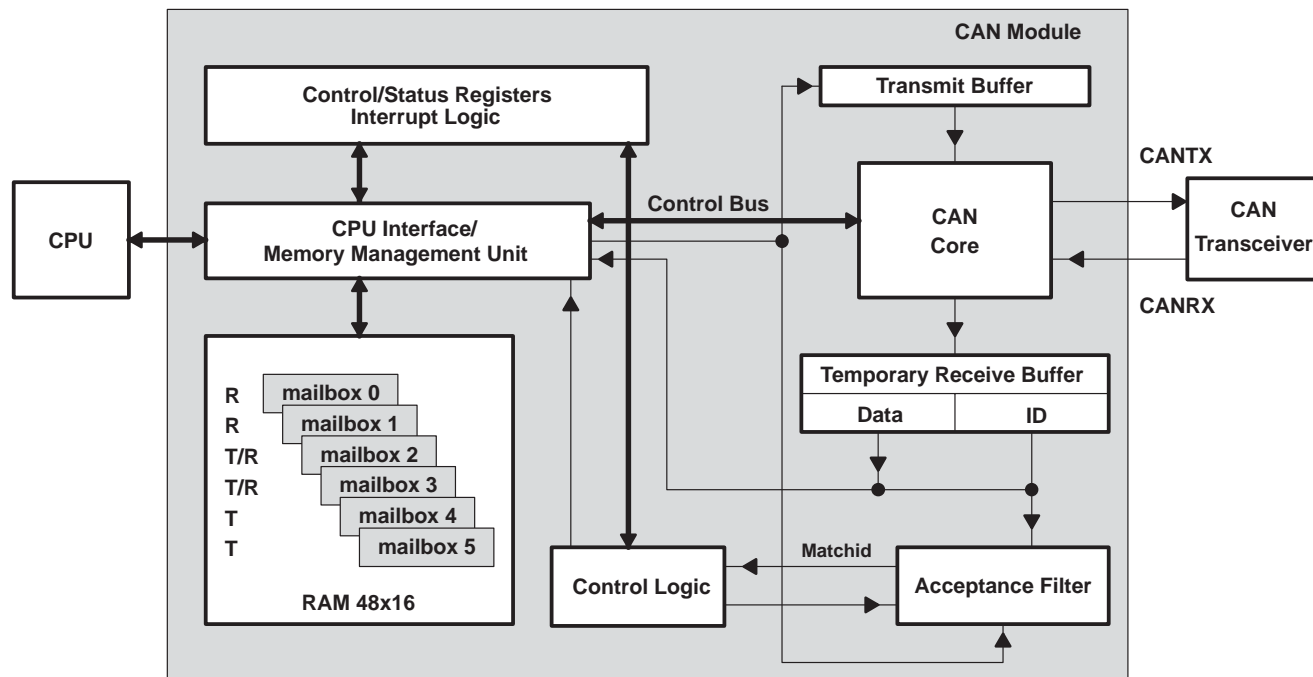 CAN Module
Control/Status Registers
Interrupt Logic
Transmit Buffer
CANTX
CPU
CPU Interface/
Memory Management Unit
Control Bus
CAN
Core
CAN
Transceiver
CANRX
Temporary Receive Buffer
Data
ID
R
mailbox 0
R
mailbox 1
T/R
mailbox 2
T/R
mailbox 3
T
mailbox 4
T
mailbox 5
RAM 48x16
Control Logic
Matchid
Acceptance Filter